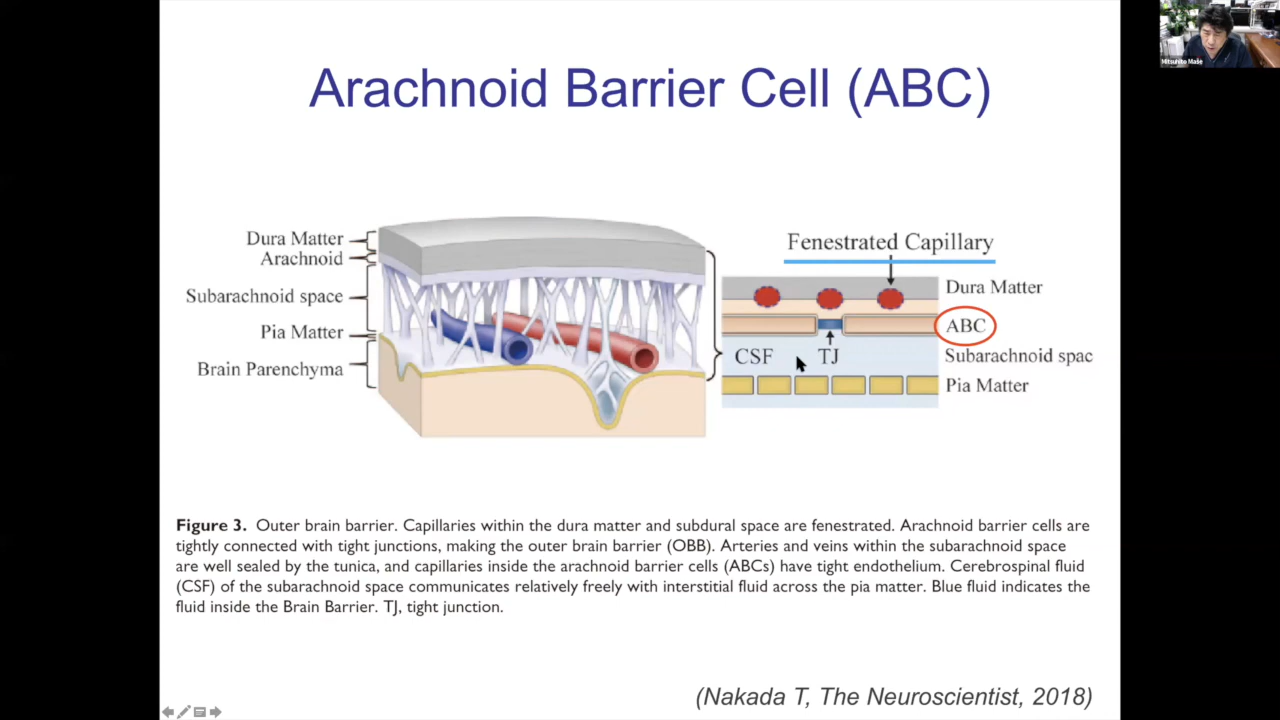 Mitsuhito Mase
Arachnoid Barrier Cell (ABC)
Dura Matter
Arachnoid
Subarachnoid space
Pia Matter
Brain Parenchyma
Fenestrated Capillary
Dura Matter
ABC
CSF
TJ
Subarachnoid spac
Pia Matter
Figure 3. Outer brain barrier. Capillaries within the dura matter and subdural space are fenestrated. Arachnoid barrier cells are
tightly connected with tight junctions, making the outer brain barrier (OBB). Arteries and veins within the subarachnoid space
are well sealed by the tunica, and capillaries inside the arachnoid barrier cells (ABCs) have tight endothelium. Cerebrospinal fluid
(CSF) of the subarachnoid space communicates relatively freely with interstitial fluid across the pia matter. Blue fluid indicates the
fluid inside the Brain Barrier. TJ, tight junction.
(Nakada T, The Neuroscientist, 2018)